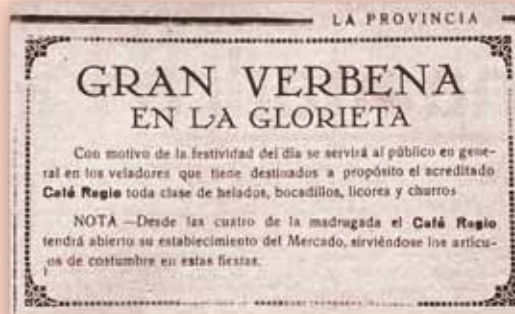 LA PROVINCIA
GRAN VERBENA
EN LA GLORIETA
Con motivo de la festividad del dia se servirá al público en gene-
ral en los veladores que tiene destinados a propósito el acreditado
Café Regio toda clase de helados, bocadillos, licores y churros
NOTA —Desde las cuatro de la madrugada el Café Regio
tendrá abierto su establecimiento del Mercado, sirviéndose los artícu-
os de costumbre en estas fiestas.